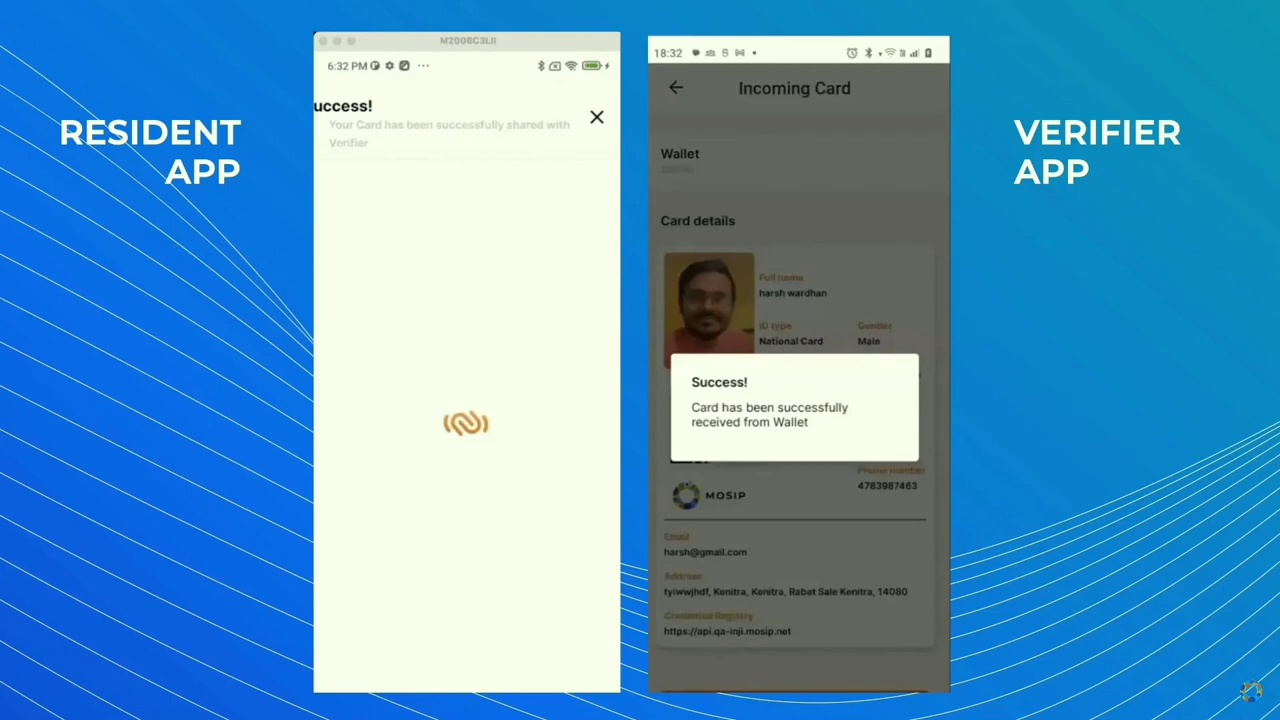 RESIDENT
APP
M2006C3LII
6:32 PM
uccess!
Your Card has been successfully shared with
Verifier
18:32
Incoming Card
Wallet
Card details
Full name
harsh wardhan
ID type
Gender
National Card
Male
Success!
Card has been successfully
received from Wallet
Phone number
4783987463
MOSIP
Email
harsh@gmail.com
Address
tyiwwjhdf, Kenitra, Kenitra, Rabat Sale Kenitra, 14080
Credential Registry
https://api.qa-inji.mosip.net
VERIFIER
APP